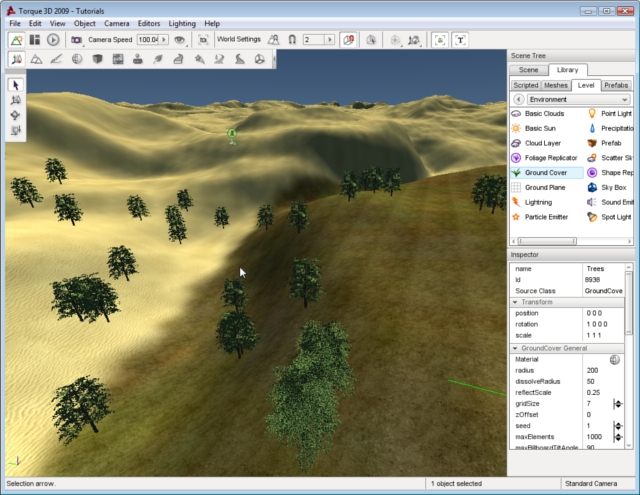 Torque 3D 2009 - Tutorials
File Edit View Object Camera Editors Lighting Help
Camera Speed 100.04 World Settings 2
Scene Tree
Scene Library
Scripted Meshes Level Prefabs
Environment
Basic Clouds Point Light
Basic Sun Precipitatio
Cloud Layer Prefab
Foliage Replicator Scatter Sk
Ground Cover Shape Rep
Ground Plane Sky Box
Lightning Sound Emit
Particle Emitter Spot Light
Inspector
name Trees
Id 8938
Source Class GroundCove
Transform
position 0 0 0
rotation 1 0 0 0
scale 1 1 1
GroundCover General
Material
radius 200
dissolveRadius 50
reflectScale 0.25
gridSize 7
zOffset 0
seed 1
maxElements 1000
maxBillboardTiltAngle 90
Selection arrow. 1 object selected Standard Camera